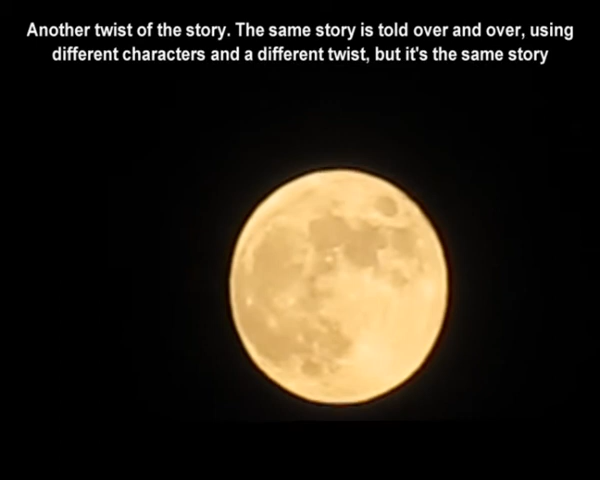 Another twist of the story. The same story is told over and over, using
different characters and a different twist, but it's the same story